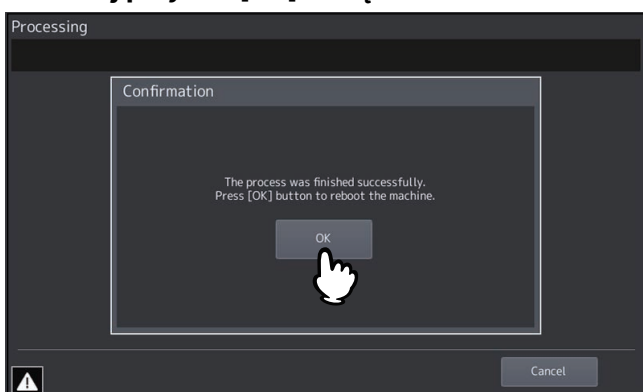 Processing
Confirmation
The process was finished successfully.
Press [OK] button to reboot the machine.
OK
Cancel